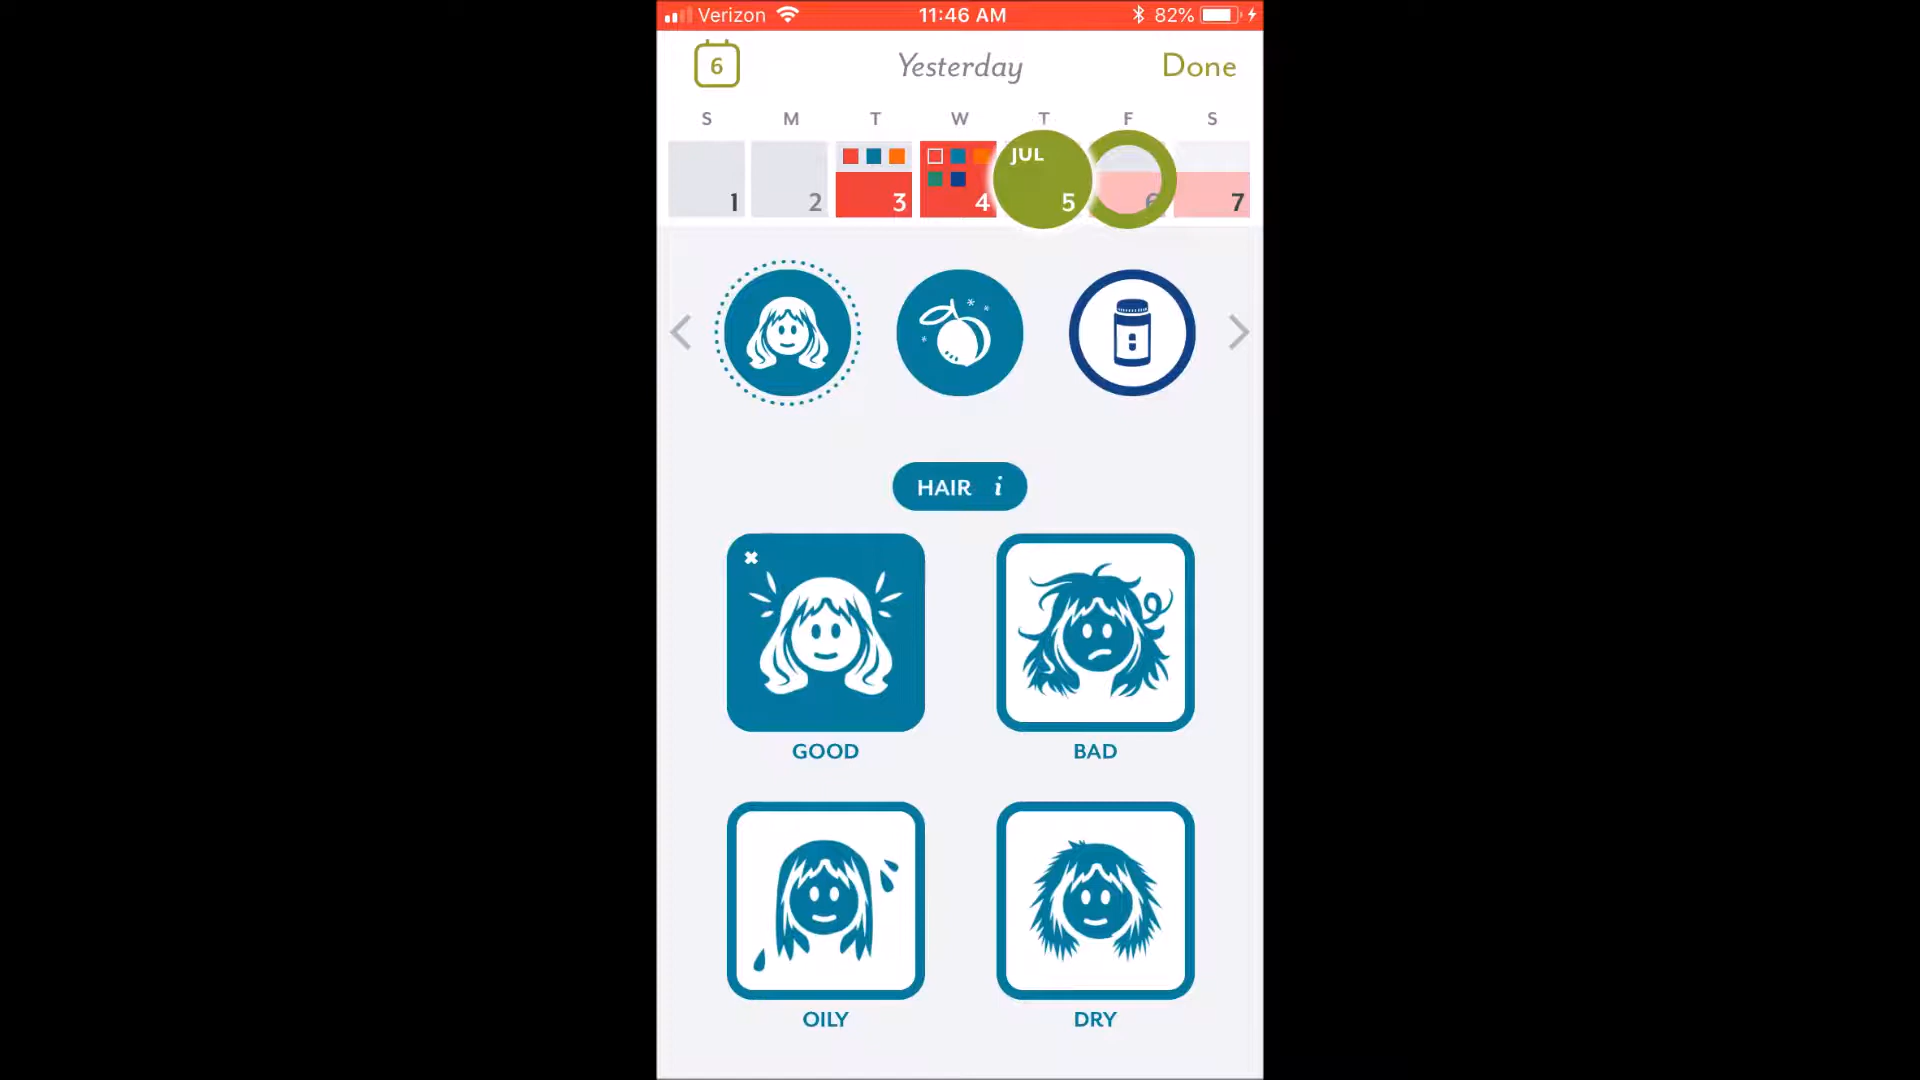 Verizon 11:46 AM 82%
6 Yesterday Done
S M T W T F S
JUL
1 2 3 4 5 6 7
HAIR i
GOOD BAD
OILY DRY